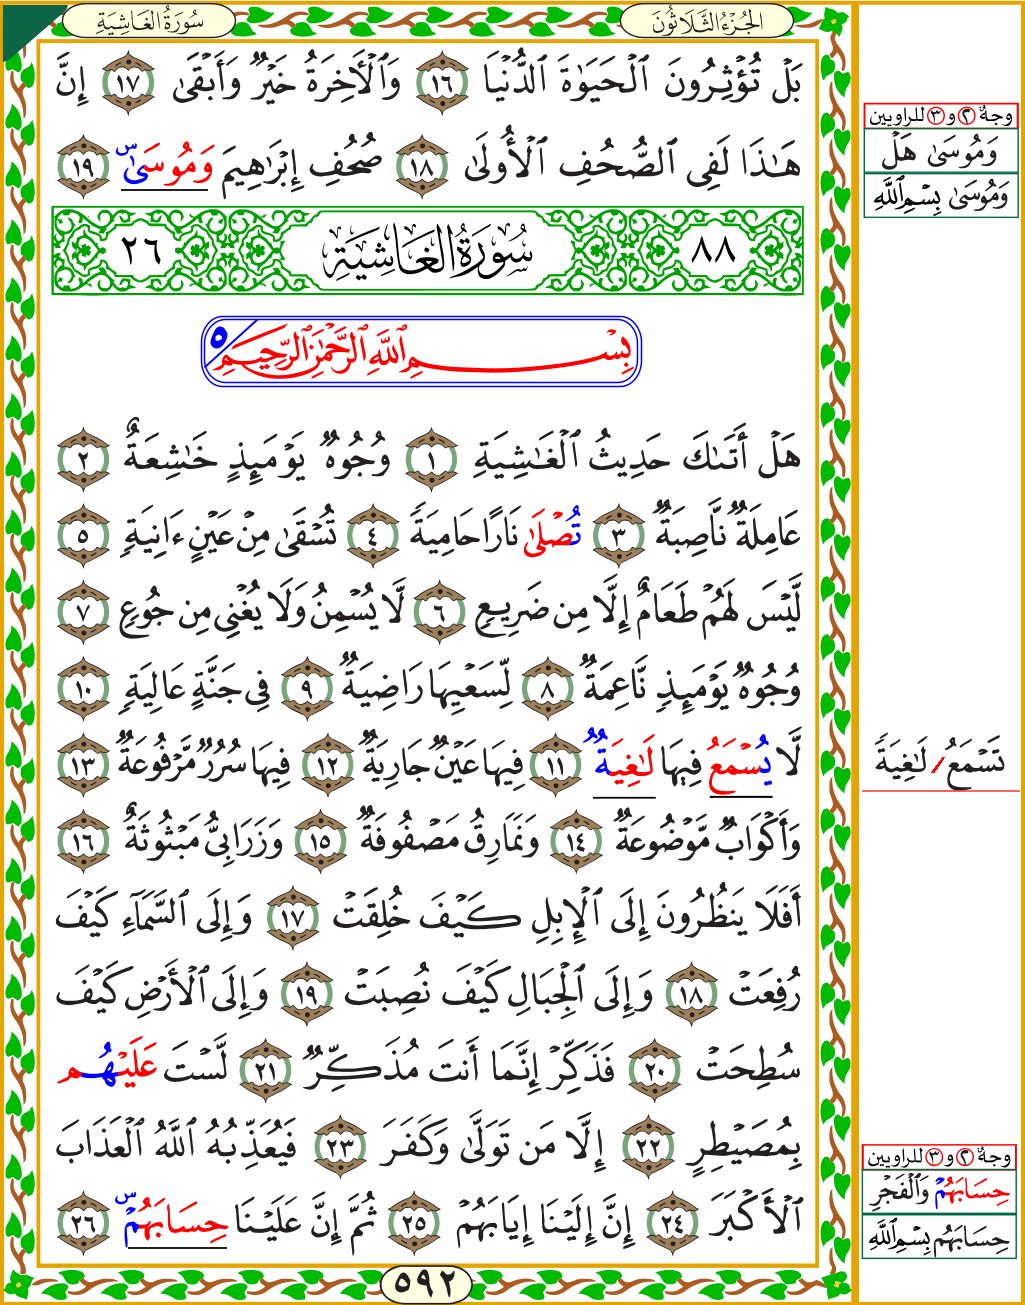 سُورَةُ الغَاشِيَةِ
الجُزْءُ الثَّلَاثُونَ
بَلْ تُؤْثِرُونَ ٱلْحَيَوٰةَ ٱلدُّنْيَا ١٦ وَٱلْأٓخِرَةُ خَيْرٌ وَأَبْقَىٰ ١٧ إِنَّ
هَـٰذَا لَفِى ٱلصُّحُفِ ٱلْأُولَىٰ ١٨ صُحُفِ إِبْرَٰهِيمَ وَمُوسَىٰ س ١٩
٨٨ سُورَةُ الغَاشِيَةِ ٢٦
بِسْمِ ٱللَّهِ ٱلرَّحْمَـٰنِ ٱلرَّحِيمِ ٥
هَلْ أَتَىٰكَ حَدِيثُ ٱلْغَـٰشِيَةِ ١ وُجُوهٌ يَوْمَئِذٍ خَـٰشِعَةٌ ٢
عَامِلَةٌ نَّاصِبَةٌ ٣ تُصْلَىٰ نَارًا حَامِيَةً ٤ تُسْقَىٰ مِنْ عَيْنٍ ءَانِيَةٍ ٥
لَّيْسَ لَهُمْ طَعَامٌ إِلَّا مِن ضَرِيعٍ ٦ لَّا يُسْمِنُ وَلَا يُغْنِى مِن جُوعٍ ٧
وُجُوهٌ يَوْمَئِذٍ نَّاعِمَةٌ ٨ لِّسَعْيِهَا رَاضِيَةٌ ٩ فِى جَنَّةٍ عَالِيَةٍ ١٠
لَّا يُسْمَعُ فِيهَا لَـٰغِيَةٌ ١١ فِيهَا عَيْنٌ جَارِيَةٌ ١٢ فِيهَا سُرُرٌ مَّرْفُوعَةٌ ١٣
وَأَكْوَابٌ مَّوْضُوعَةٌ ١٤ وَنَمَارِقُ مَصْفُوفَةٌ ١٥ وَزَرَابِىُّ مَبْثُوثَةٌ ١٦
أَفَلَا يَنظُرُونَ إِلَى ٱلْإِبِلِ كَيْفَ خُلِقَتْ ١٧ وَإِلَى ٱلسَّمَآءِ كَيْفَ
رُفِعَتْ ١٨ وَإِلَى ٱلْجِبَالِ كَيْفَ نُصِبَتْ ١٩ وَإِلَى ٱلْأَرْضِ كَيْفَ
سُطِحَتْ ٢٠ فَذَكِّرْ إِنَّمَا أَنتَ مُذَكِّرٌ ٢١ لَّسْتَ عَلَيْهُم
بِمُصَيْطِرٍ ٢٢ إِلَّا مَن تَوَلَّىٰ وَكَفَرَ ٢٣ فَيُعَذِّبُهُ ٱللَّهُ ٱلْعَذَابَ
ٱلْأَكْبَرَ ٢٤ إِنَّ إِلَيْنَا إِيَابَهُمْ ٢٥ ثُمَّ إِنَّ عَلَيْنَا حِسَابَهُمْ س ٢٦
٥٩٢
وجهٌ ٢ و ٣ للراويين
وَمُوسَىٰ هَلْ
وَمُوسَىٰ بِسْمِ ٱللَّهِ
تَسْمَعُ / لَـٰغِيَةً
وجهٌ ٢ و ٣ للراويين
حِسَابَهُمْ وَٱلْفَجْرِ
حِسَابَهُم بِسْمِ ٱللَّهِ